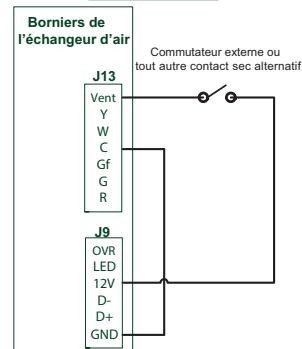 Borniers de
l'échangeur d'air
Commutateur externe ou
tout autre contact sec alternatif
J13
Vent
Y
W
C
Gf
G
R
J9
OVR
LED
12V
D-
D+
GND